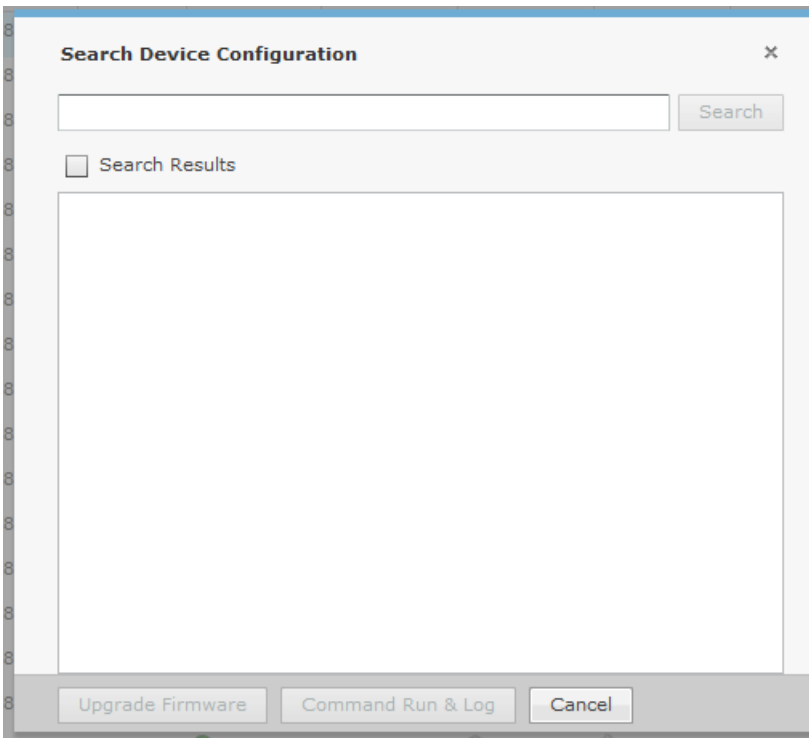 Search Device Configuration
Search
Search Results
Upgrade Firmware Command Run & Log Cancel